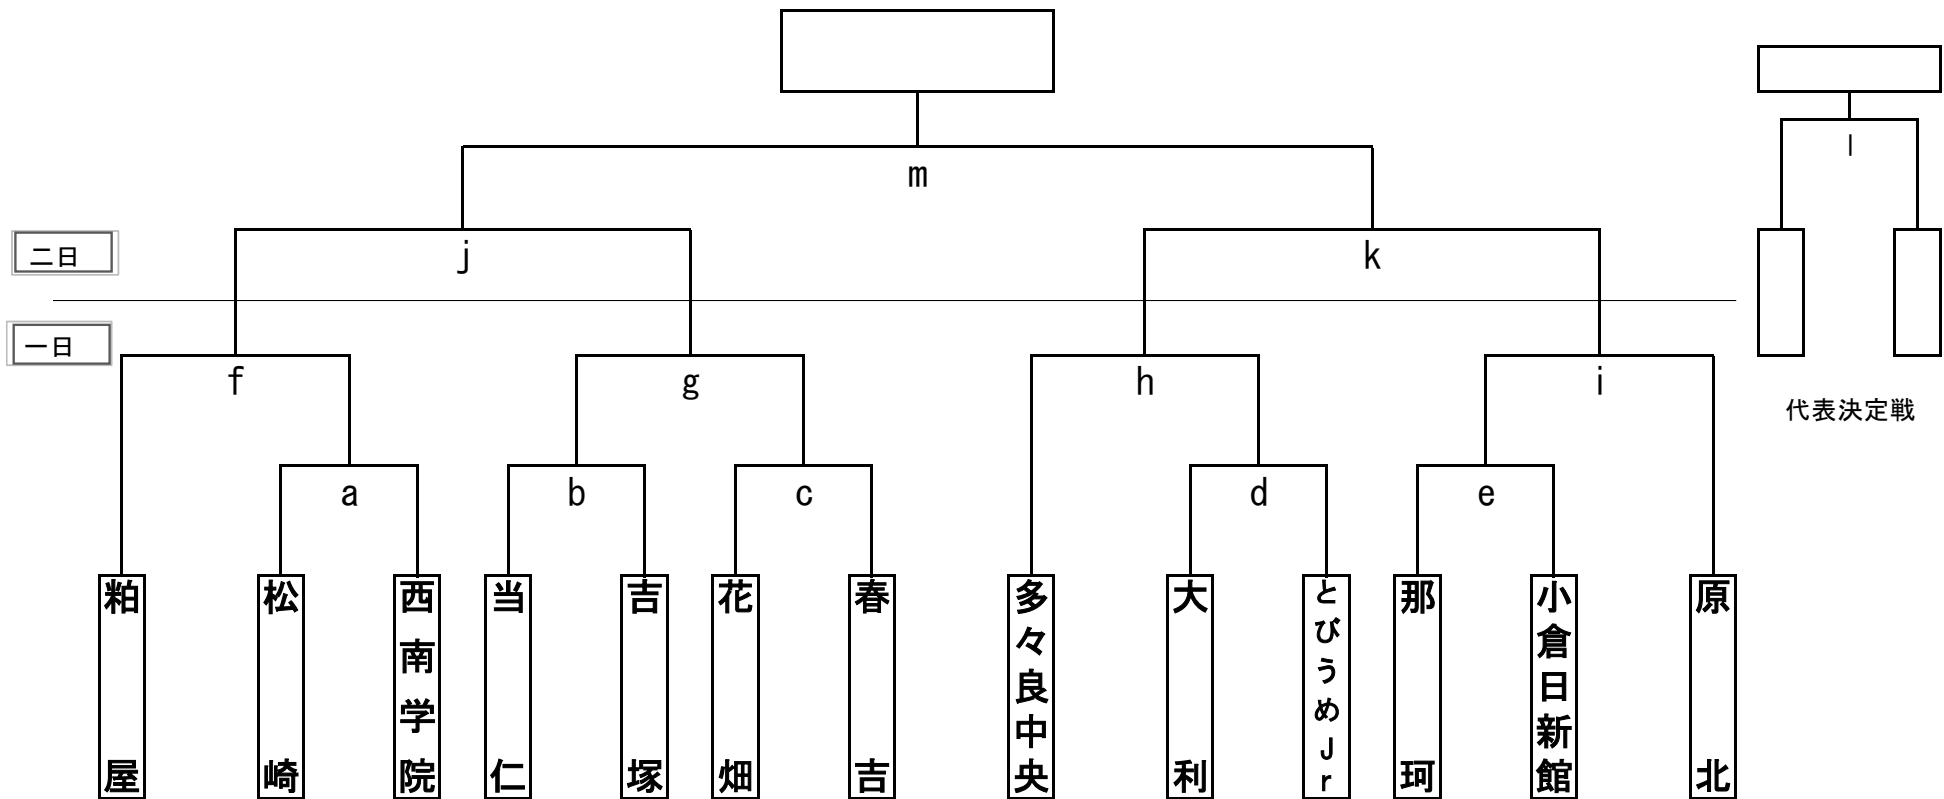 m
l
二日
j
k
一日
f
g
h
i
代表決定戦
a
b
c
d
e
粕屋
松崎
西南学院
当仁
吉塚
花畑
春吉
多々良中央
大利
とびうめJr
那珂
小倉日新館
原北